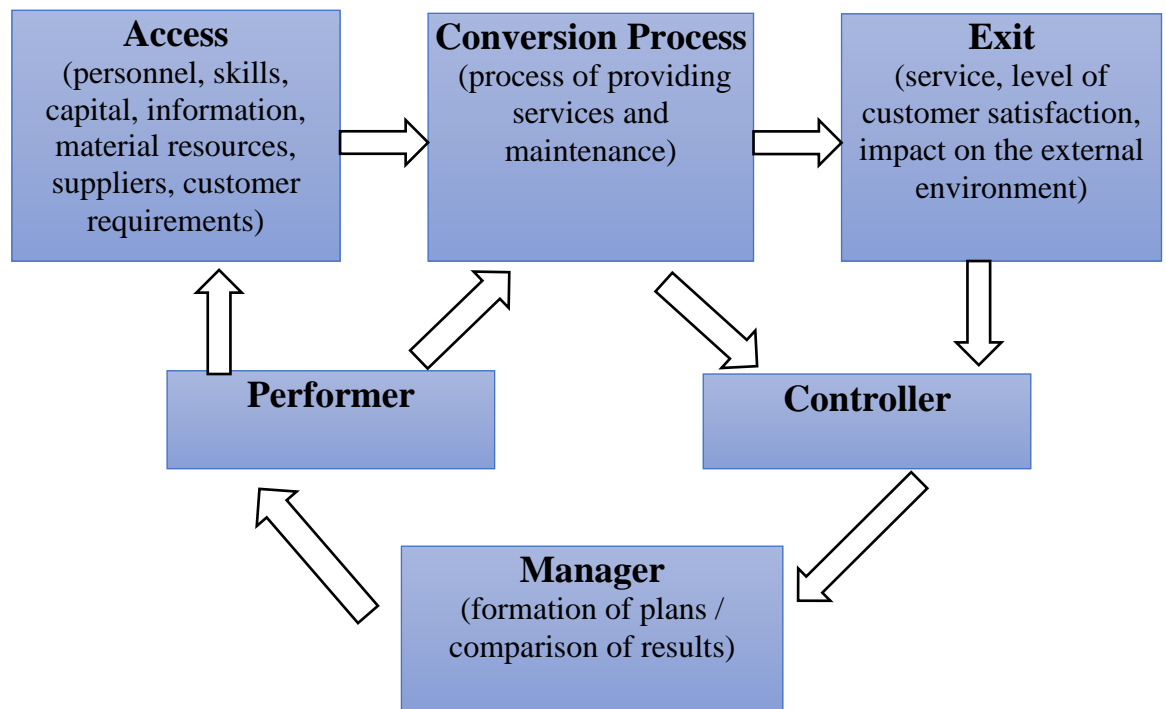 Access
(personnel, skills,
capital, information,
material resources,
suppliers, customer
requirements)
Conversion Process
(process of providing
services and
maintenance)
Exit
(service, level of
customer satisfaction,
impact on the external
environment)
Performer
Controller
Manager
(formation of plans /
comparison of results)